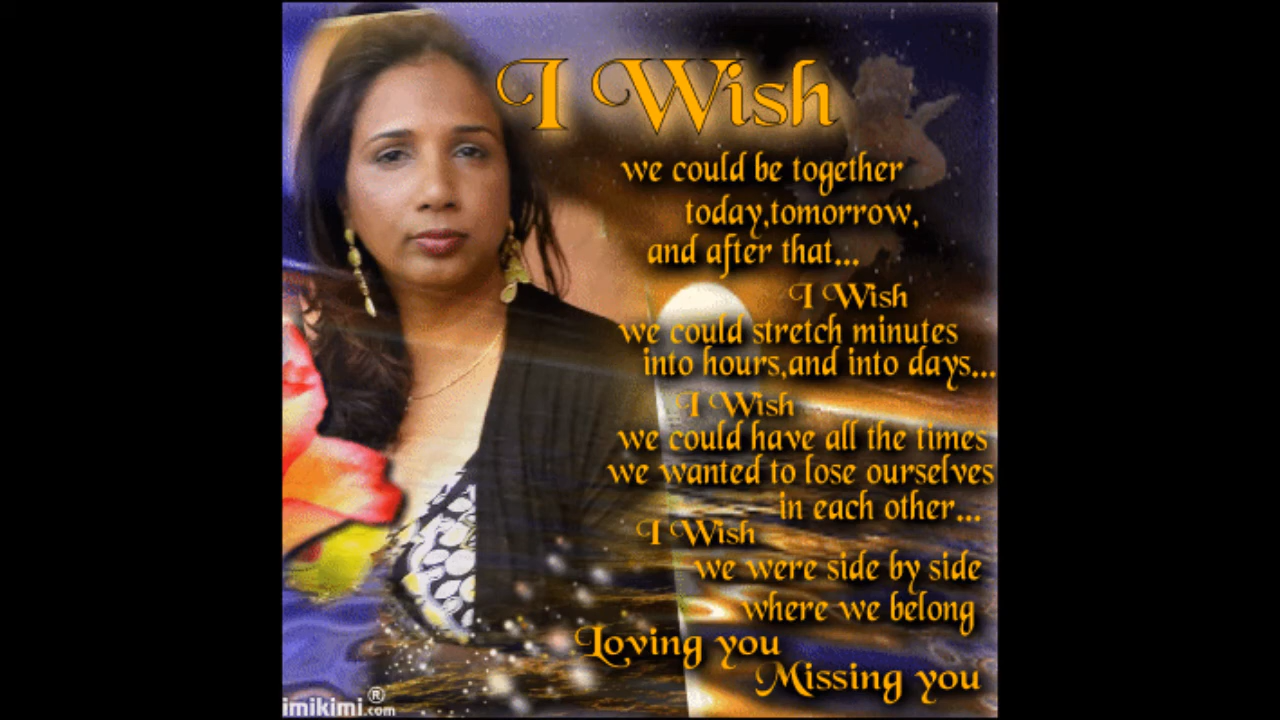 I Wish
we could be together
today,tomorrow,
and after that...
I Wish
we could stretch minutes
into hours,and into days...
I Wish
we could have all the times
we wanted to lose ourselves
in each other...
I Wish
we were side by side
where we belong
Loving you
Missing you
imikimi.com®